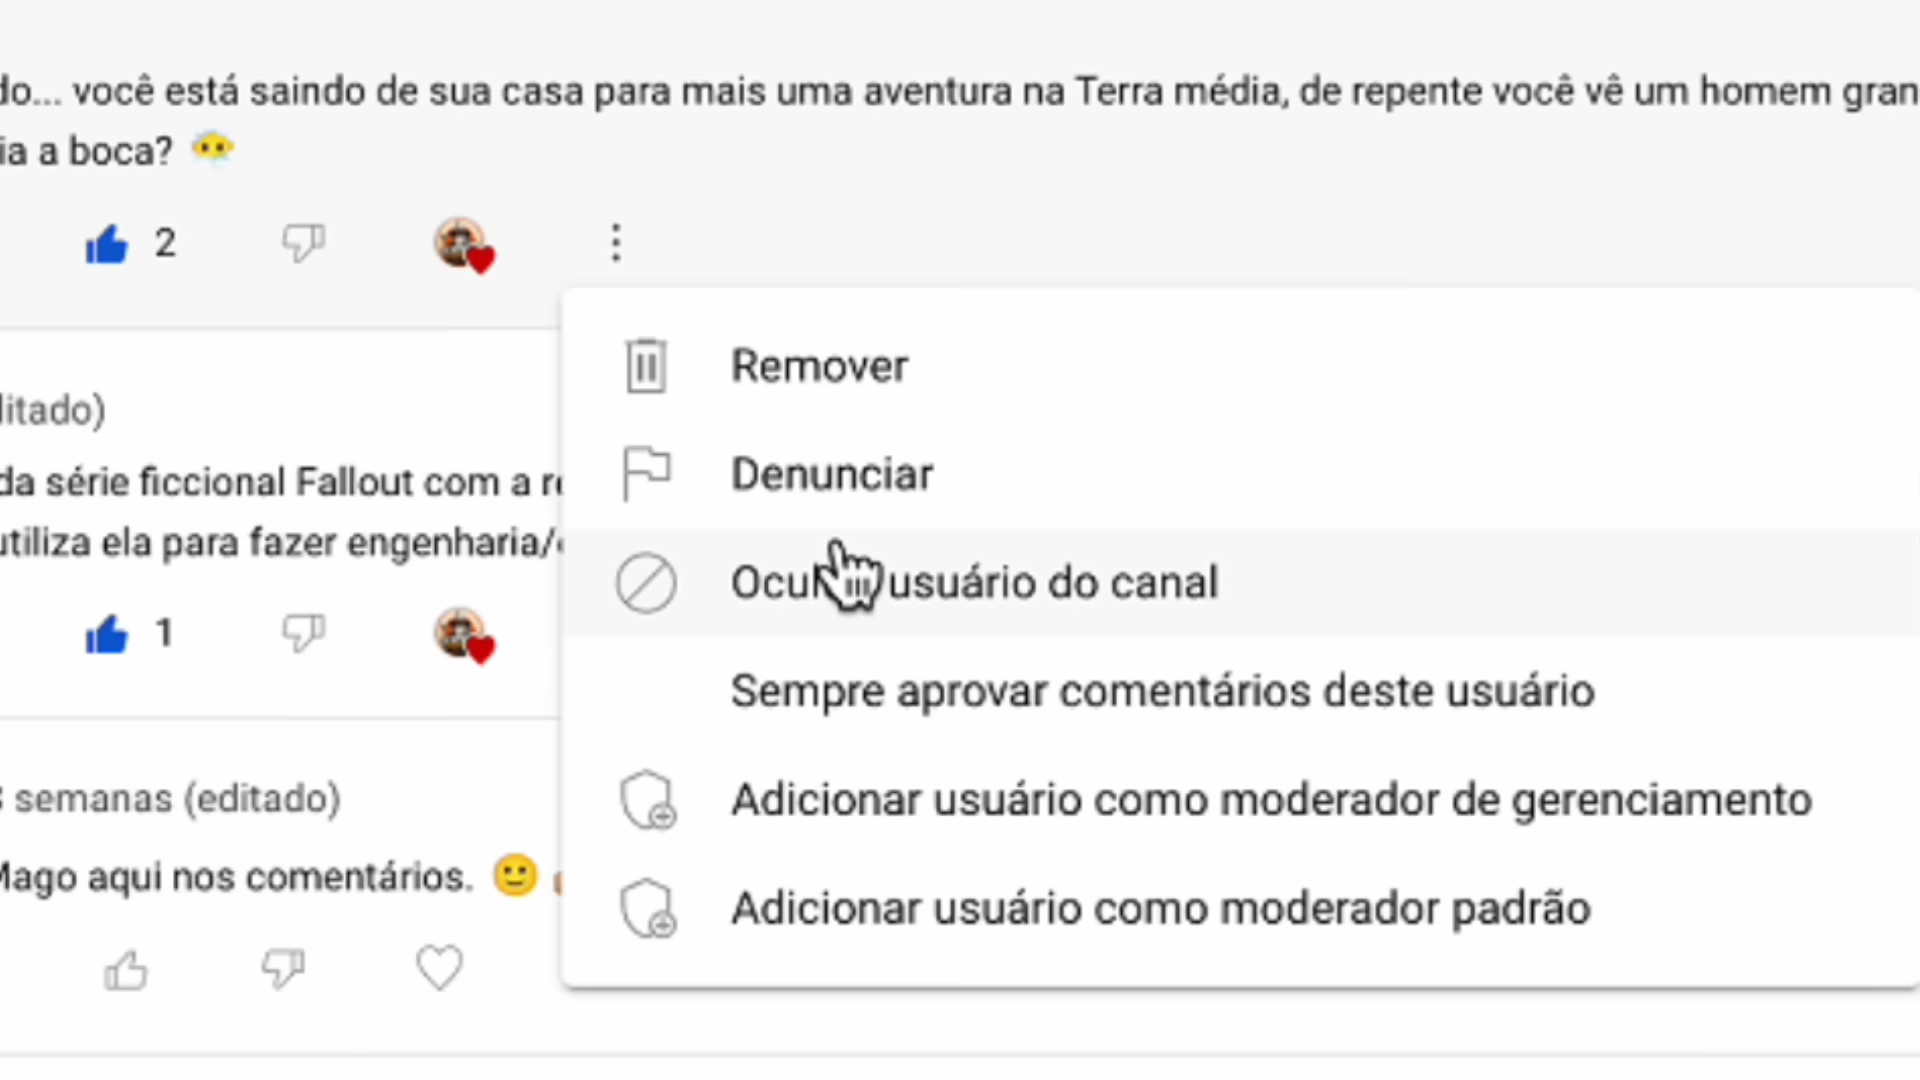 do... você está saindo de sua casa para mais uma aventura na Terra média, de repente você vê um homem gran
ia a boca?
2
Remover
Denunciar
usuário do canal
Sempre aprovar comentários deste usuário
Adicionar usuário como moderador de gerenciamento
Adicionar usuário como moderador padrão
litado)
da série ficcional Fallout com a r
utiliza ela para fazer engenharia/
1
semanas (editado)
Mago aqui nos comentários.